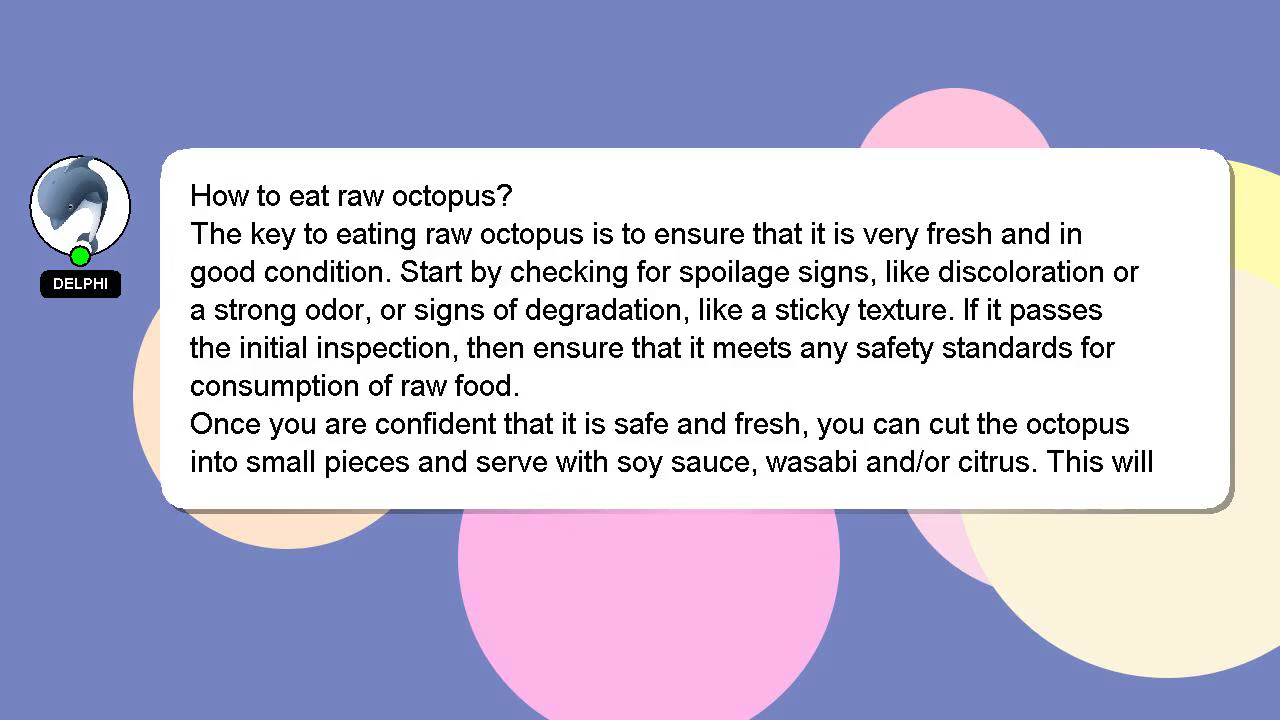 How to eat raw octopus?
The key to eating raw octopus is to ensure that it is very fresh and in
good condition. Start by checking for spoilage signs, like discoloration or
a strong odor, or signs of degradation, like a sticky texture. If it passes
the initial inspection, then ensure that it meets any safety standards for
consumption of raw food.
Once you are confident that it is safe and fresh, you can cut the octopus
into small pieces and serve with soy sauce, wasabi and/or citrus. This will
DELPHI